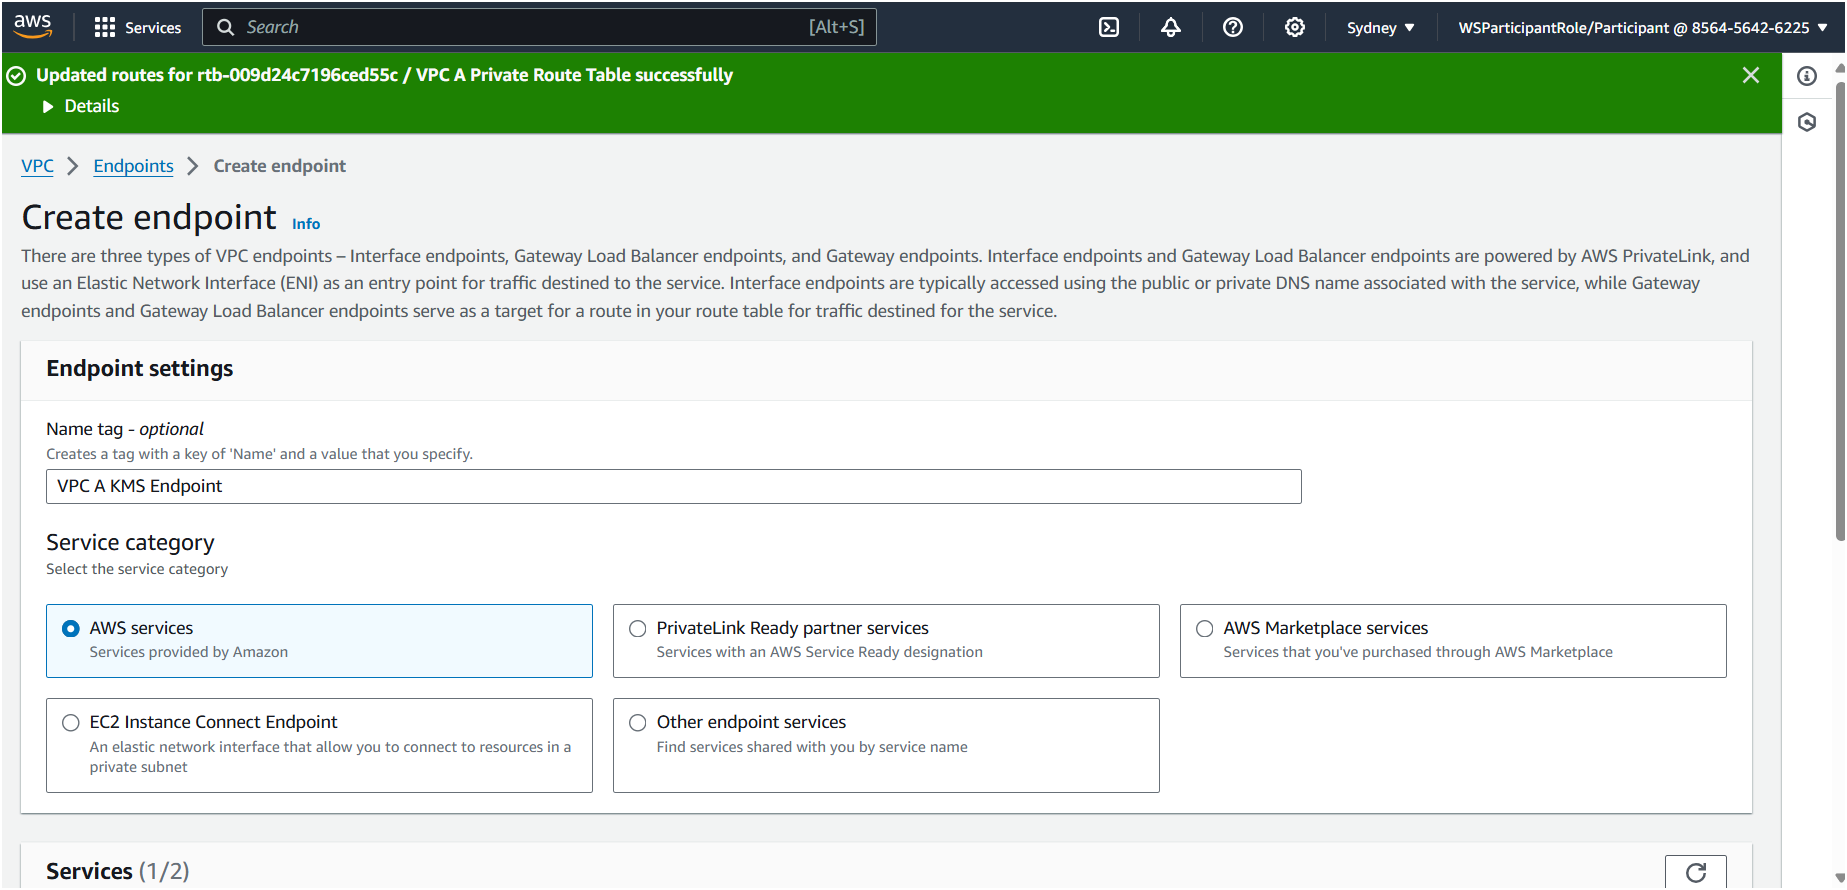 aws
Services
Search
[Alt+S]
Sydney
WSParticipantRole/Participant @ 8564-5642-6225
Updated routes for rtb-009d24c7196ced55c / VPC A Private Route Table successfully
Details
VPC
Endpoints
Create endpoint
Create endpoint Info
There are three types of VPC endpoints – Interface endpoints, Gateway Load Balancer endpoints, and Gateway endpoints. Interface endpoints and Gateway Load Balancer endpoints are powered by AWS PrivateLink, and
use an Elastic Network Interface (ENI) as an entry point for traffic destined to the service. Interface endpoints are typically accessed using the public or private DNS name associated with the service, while Gateway
endpoints and Gateway Load Balancer endpoints serve as a target for a route in your route table for traffic destined for the service.
Endpoint settings
Name tag - optional
Creates a tag with a key of 'Name' and a value that you specify.
VPC A KMS Endpoint
Service category
Select the service category
AWS services
Services provided by Amazon
PrivateLink Ready partner services
Services with an AWS Service Ready designation
AWS Marketplace services
Services that you've purchased through AWS Marketplace
EC2 Instance Connect Endpoint
An elastic network interface that allow you to connect to resources in a
private subnet
Other endpoint services
Find services shared with you by service name
Services (1/2)